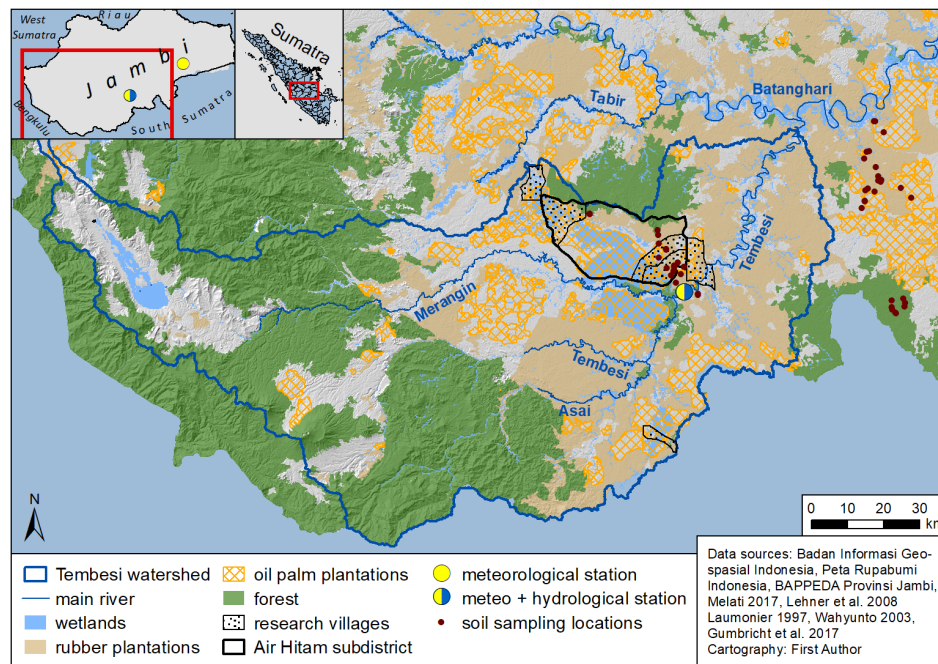 West
Sumatra
Riau
Jambi
Bengkulu
South Sumatra
Sumatra
Tabir
Batanghari
Tembesi
Merangin
Tembesi
Asai
N
0 10 20 30
km
Tembesi watershed
main river
wetlands
rubber plantations
oil palm plantations
forest
research villages
Air Hitam subdistrict
meteorological station
meteo + hydrological station
soil sampling locations
Data sources: Badan Informasi Geo-
spasial Indonesia, Peta Rupabumi
Indonesia, BAPPEDA Provinsi Jambi,
Melati 2017, Lehner et al. 2008
Laumonier 1997, Wahyunto 2003,
Gumbricht et al. 2017
Cartography: First Author